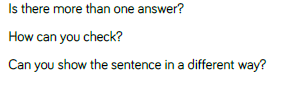 Is there more than one answer?
How can you check?
Can you show the sentence in a different way?